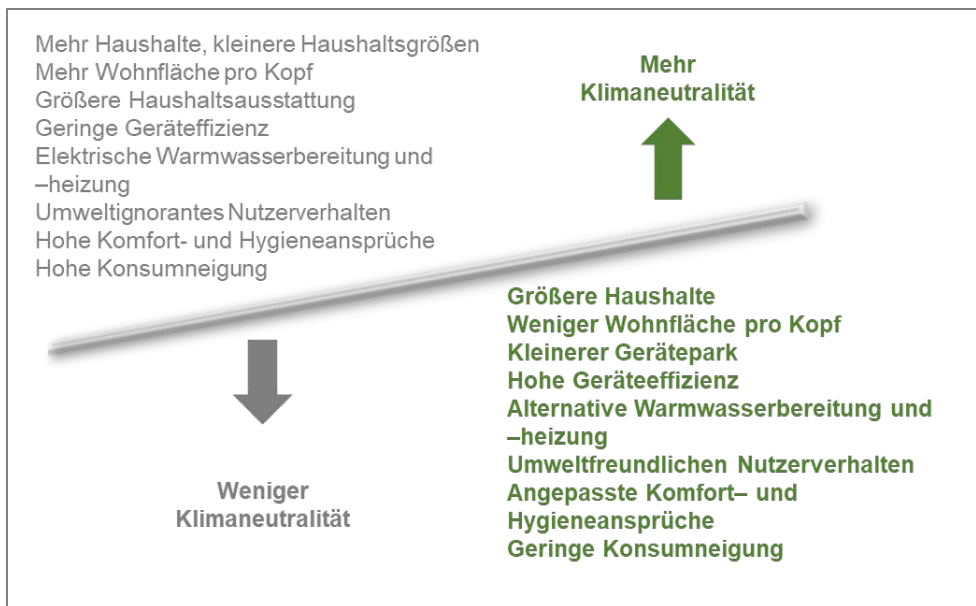 Mehr Haushalte, kleinere Haushaltsgrößen
Mehr Wohnfläche pro Kopf
Größere Haushaltsausstattung
Geringe Geräteffizienz
Elektrische Warmwasserbereitung und
–heizung
Umweltignorantes Nutzerverhalten
Hohe Komfort- und Hygieneansprüche
Hohe Konsumneigung
Mehr
Klimaneutralität
Weniger
Klimaneutralität
Größere Haushalte
Weniger Wohnfläche pro Kopf
Kleinerer Gerätepark
Hohe Geräteeffizienz
Alternative Warmwasserbereitung und
–heizung
Umweltfreundlichen Nutzerverhalten
Angepasste Komfort– und
Hygieneansprüche
Geringe Konsumneigung